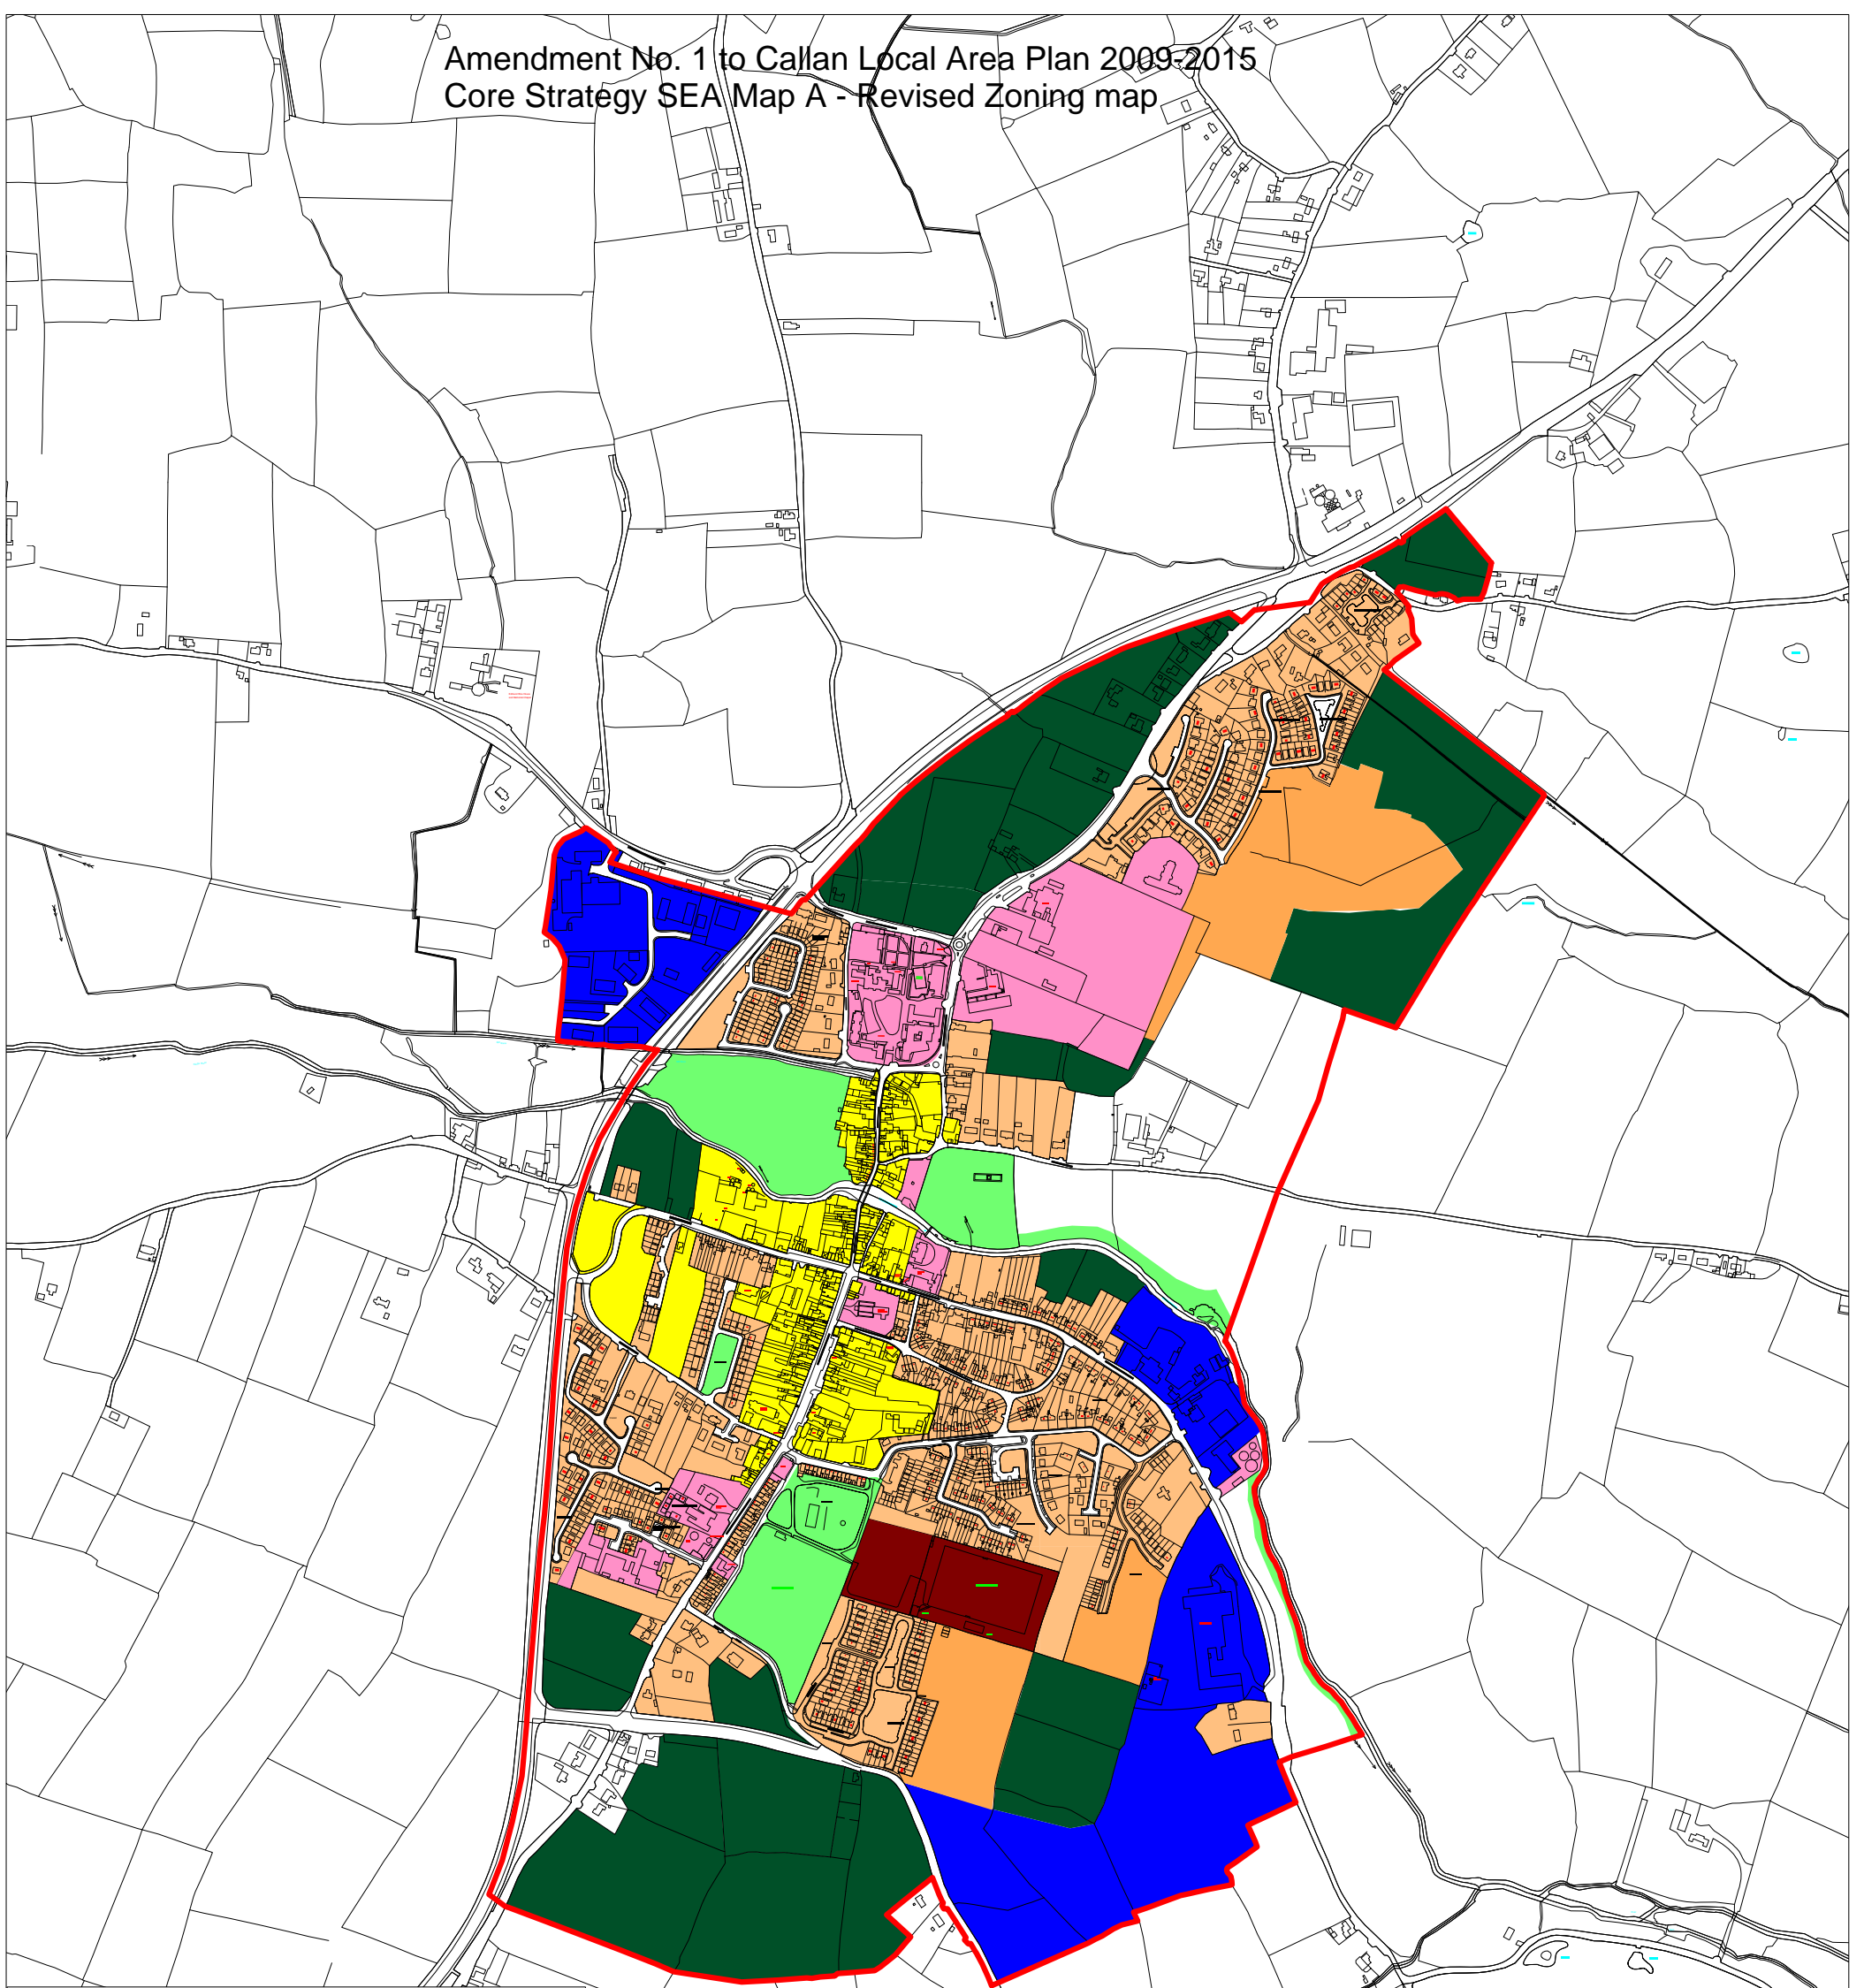 Amendment No. 1 to Callan Local Area Plan 2009-2015
Core Strategy SEA Map A - Revised Zoning map